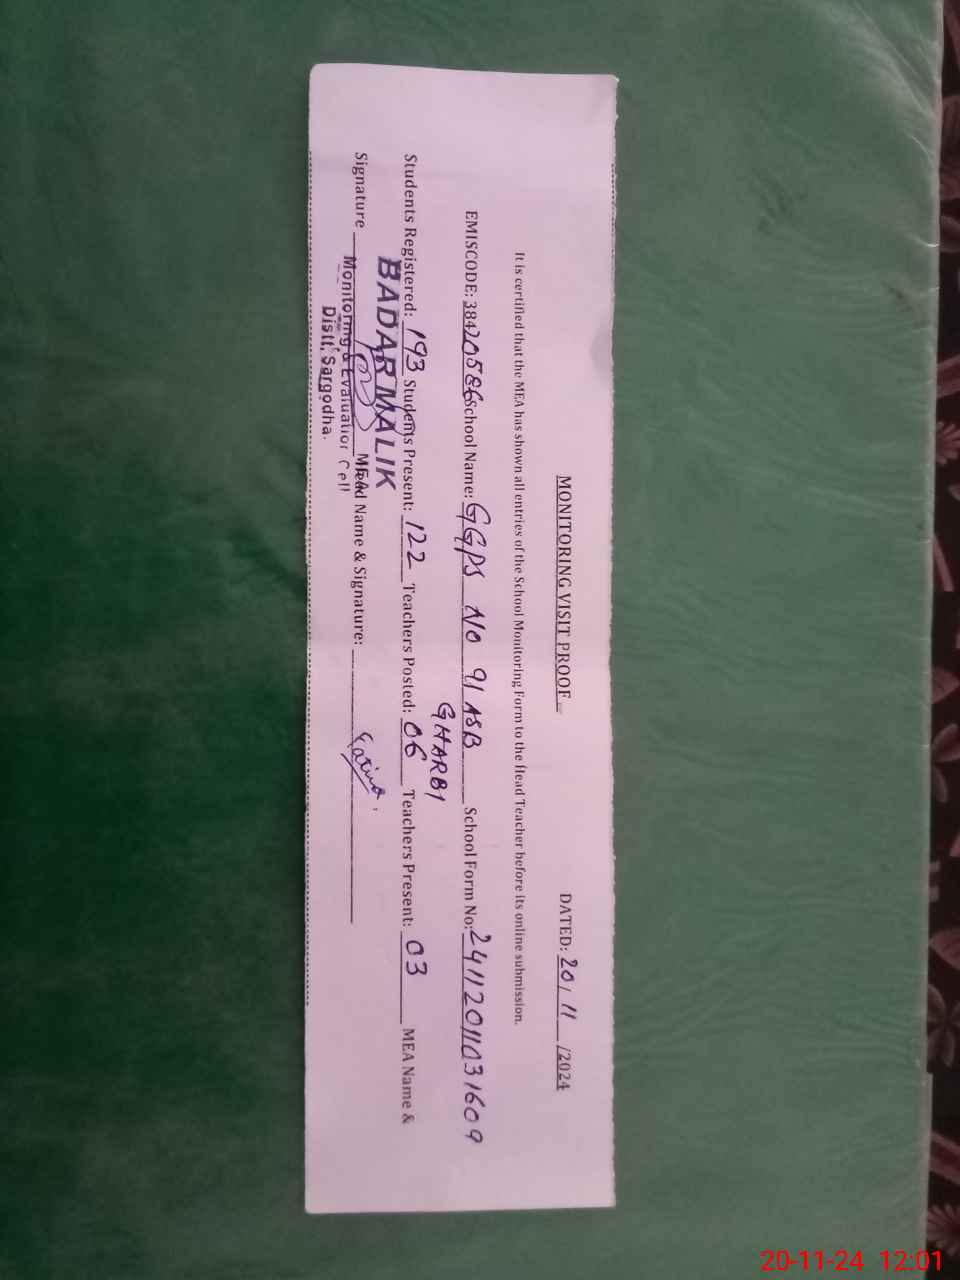 MONITORING VISIT PROOF
DATED: 20/11/2024
It is certified that the MEA has shown all entries of the School Monitoring Form to the Head Teacher before its online submission.
EMISCODE: 38420586 School Name: GGPS NO 91 ASB School Form No: 24112011031609
GHARBI
Students Registered: 193 Students Present: 122 Teachers Posted: 06 Teachers Present: 03 MEA Name &
BADAR MALIK
Signature Head Name & Signature:
MEA
Monitoring & Evaluation Cell
Distt, Sargodha.
20-11-24 12:01